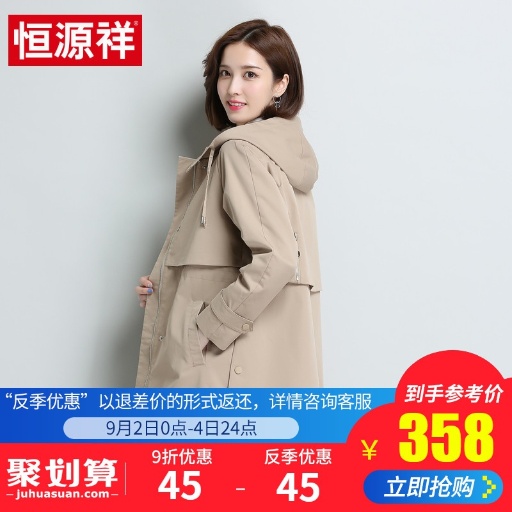 恒源祥
“反季优惠”以退差价的形式返还，详情咨询客服
9月2日0点-4日24点
到手参考价
¥358
立即抢购
聚划算
juhuasuan.com
9折优惠
45
-
反季优惠
45